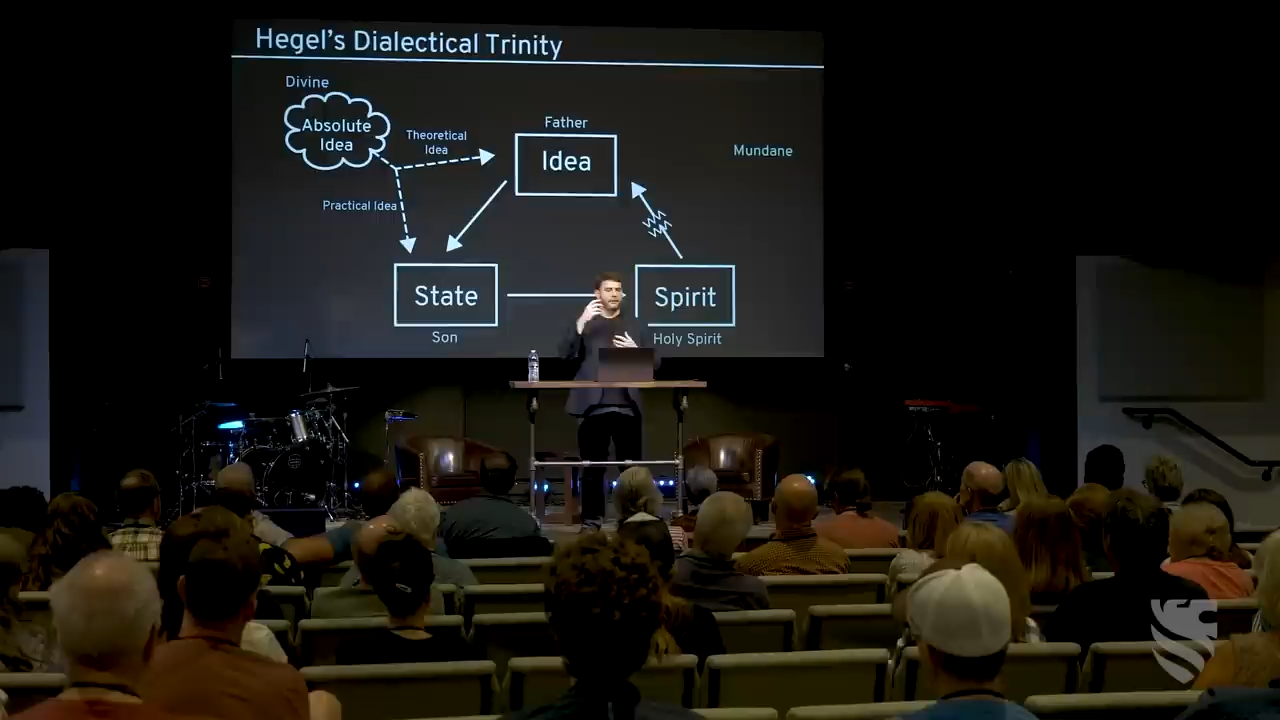 Hegel's Dialectical Trinity
Divine
Absolute
Idea
Theoretical
Idea
Father
Idea
Mundane
Practical Idea
State
Spirit
Son
Holy Spirit